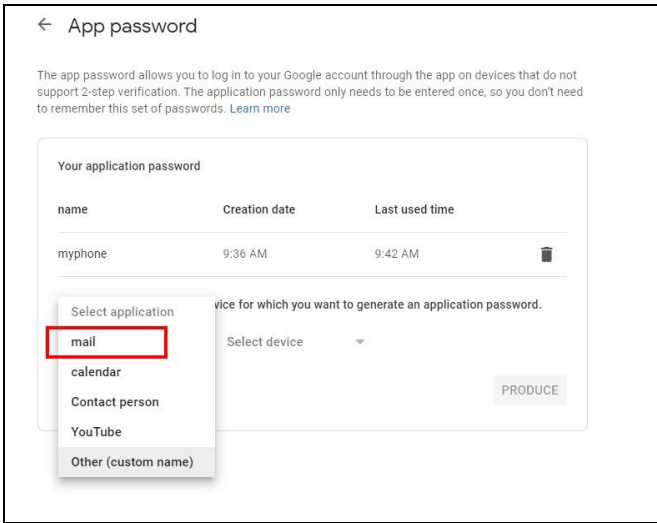 ← App password
The app password allows you to log in to your Google account through the app on devices that do not
support 2-step verification. The application password only needs to be entered once, so you don't need
to remember this set of passwords. Learn more
Your application password
name Creation date Last used time
myphone 9:36 AM 9:42 AM
vice for which you want to generate an application password.
Select application
mail Select device
calendar
Contact person PRODUCE
YouTube
Other (custom name)